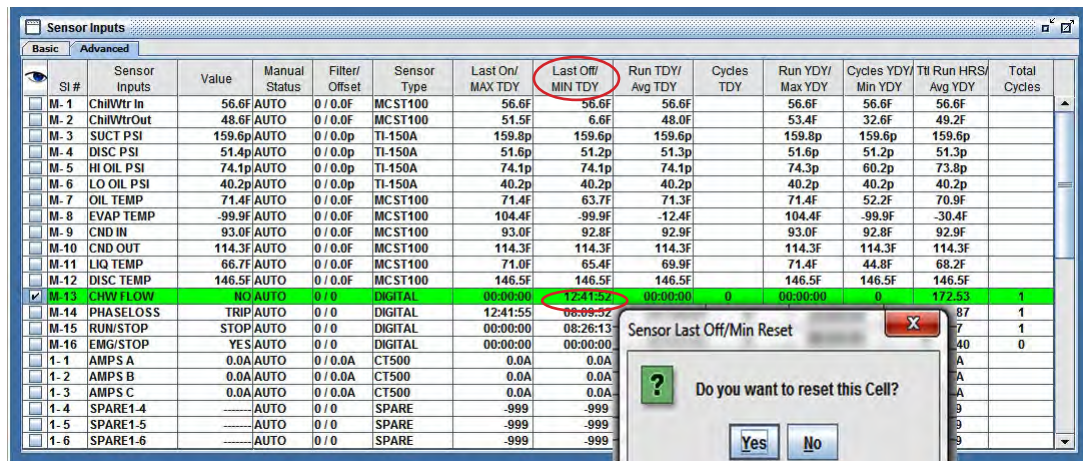 Sensor Inputs
Basic Advanced
SI # Sensor Inputs Value Manual Status Filter/ Offset Sensor Type Last On/ MAX TDY Last Off/ MIN TDY Run TDY/ Avg TDY Cycles TDY Run YDY/ Max YDY Cycles YDY/ Min YDY Ttl Run HRS/ Avg YDY Total Cycles
M- 1 ChilWtr In 56.6F AUTO 0 / 0.0F MCST100 56.6F 56.6F 56.6F 56.6F 56.6F 56.6F
M- 2 ChilWtrOut 48.6F AUTO 0 / 0.0F MCST100 51.5F 6.6F 48.0F 53.4F 32.6F 49.2F
M- 3 SUCT PSI 159.6p AUTO 0 / 0.0p TI-150A 159.8p 159.6p 159.6p 159.8p 159.6p 159.6p
M- 4 DISC PSI 51.4p AUTO 0 / 0.0p TI-150A 51.6p 51.2p 51.3p 51.6p 51.2p 51.3p
M- 5 HI OIL PSI 74.1p AUTO 0 / 0.0p TI-150A 74.1p 74.1p 74.1p 74.3p 60.2p 73.8p
M- 6 LO OIL PSI 40.2p AUTO 0 / 0.0p TI-150A 40.2p 40.2p 40.2p 40.2p 40.2p 40.2p
M- 7 OIL TEMP 71.4F AUTO 0 / 0.0F MCST100 71.4F 63.7F 71.3F 71.4F 52.2F 70.9F
M- 8 EVAP TEMP -99.9F AUTO 0 / 0.0F MCST100 104.4F -99.9F -12.4F 104.4F -99.9F -30.4F
M- 9 CND IN 93.0F AUTO 0 / 0.0F MCST100 93.0F 92.8F 92.9F 93.0F 92.8F 92.9F
M-10 CND OUT 114.3F AUTO 0 / 0.0F MCST100 114.3F 114.3F 114.3F 114.3F 114.3F 114.3F
M-11 LIQ TEMP 66.7F AUTO 0 / 0.0F MCST100 71.0F 65.4F 69.9F 71.4F 44.8F 68.2F
M-12 DISC TEMP 146.5F AUTO 0 / 0.0F MCST100 146.5F 146.5F 146.5F 146.5F 146.5F 146.5F
M-13 CHW FLOW NO AUTO 0 / 0 DIGITAL 00:00:00 12:41:52 00:00:00 0 00:00:00 0 172.53 1
M-14 PHASELOSS TRIP AUTO 0 / 0 DIGITAL 12:41:55 08:09:52 87 1
M-15 RUN/STOP STOP AUTO 0 / 0 DIGITAL 00:00:00 08:26:13 7 1
M-16 EMG/STOP YES AUTO 0 / 0 DIGITAL 00:00:00 00:00:00 40 0
1- 1 AMPS A 0.0A AUTO 0 / 0.0A CT500 0.0A 0.0A A
1- 2 AMPS B 0.0A AUTO 0 / 0.0A CT500 0.0A 0.0A A
1- 3 AMPS C 0.0A AUTO 0 / 0.0A CT500 0.0A 0.0A A
1- 4 SPARE1-4 ------- AUTO 0 / 0 SPARE -999 -999 9
1- 5 SPARE1-5 ------- AUTO 0 / 0 SPARE -999 -999 9
1- 6 SPARE1-6 ------- AUTO 0 / 0 SPARE -999 -999 9
Sensor Last Off/Min Reset
Do you want to reset this Cell?
Yes No